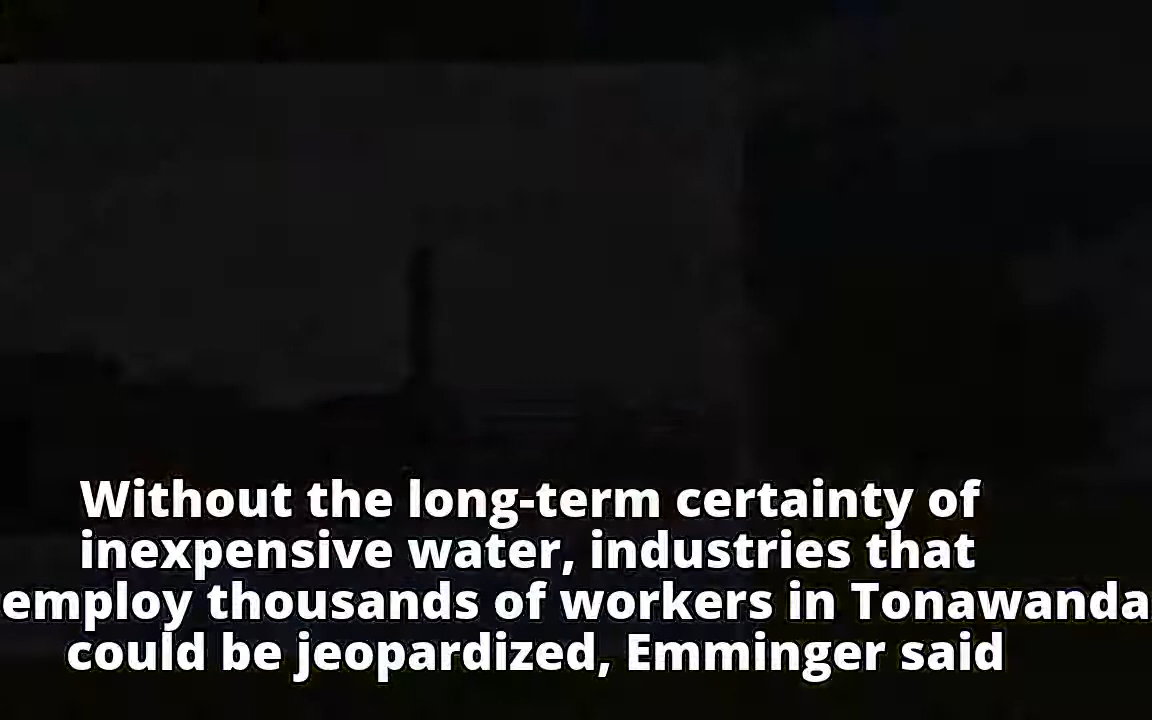 Without the long-term certainty of
inexpensive water, industries that
employ thousands of workers in Tonawanda
could be jeopardized, Emminger said